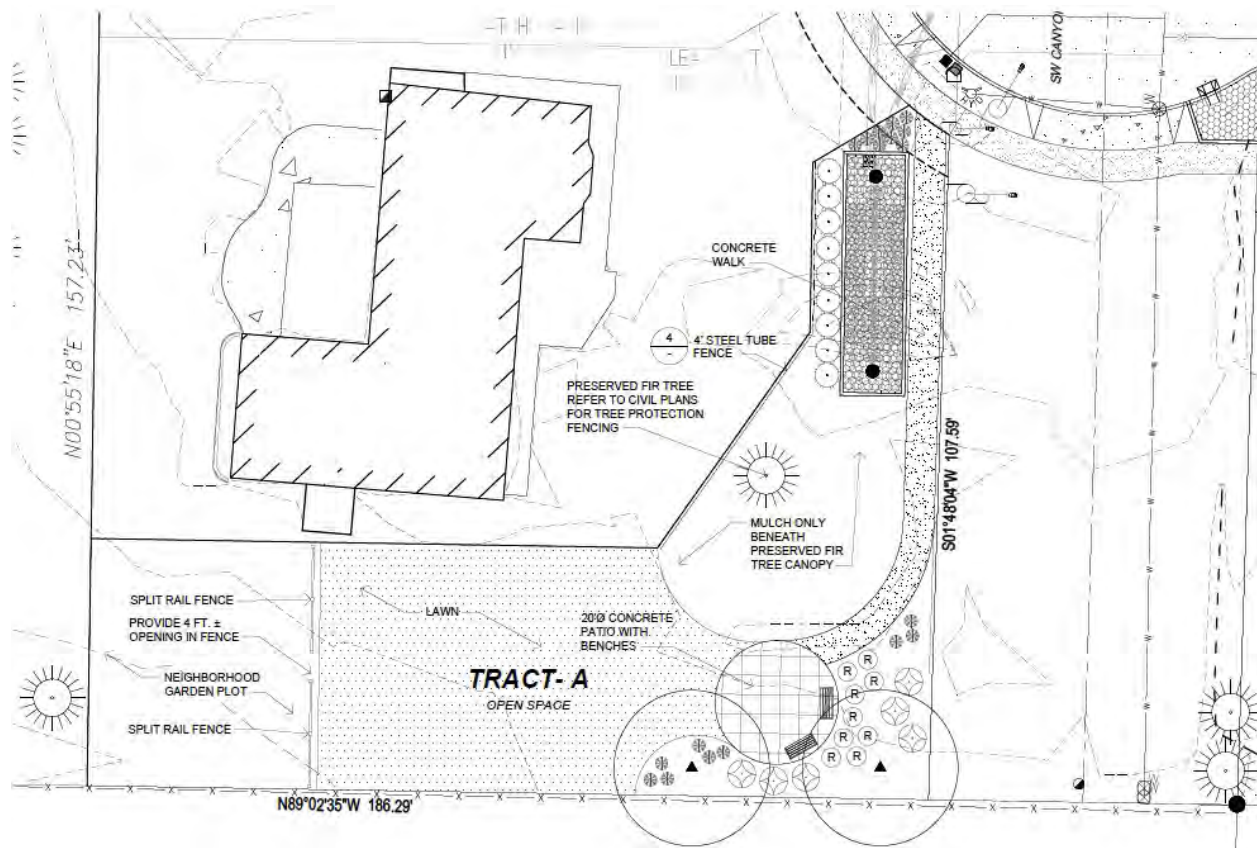 SW CANYO
N00°55'18"E 157.23'
CONCRETE
WALK
4
-
4' STEEL TUBE
FENCE
PRESERVED FIR TREE
REFER TO CIVIL PLANS
FOR TREE PROTECTION
FENCING
S01°48'04"W 107.59'
MULCH ONLY
BENEATH
PRESERVED FIR
TREE CANOPY
SPLIT RAIL FENCE
PROVIDE 4 FT. ±
OPENING IN FENCE
LAWN
20'Ø CONCRETE
PATIO WITH
BENCHES
NEIGHBORHOOD
GARDEN PLOT
TRACT- A
OPEN SPACE
SPLIT RAIL FENCE
R
R
R
R
R
R
R
R
R
R
N89°02'35"W 186.29'